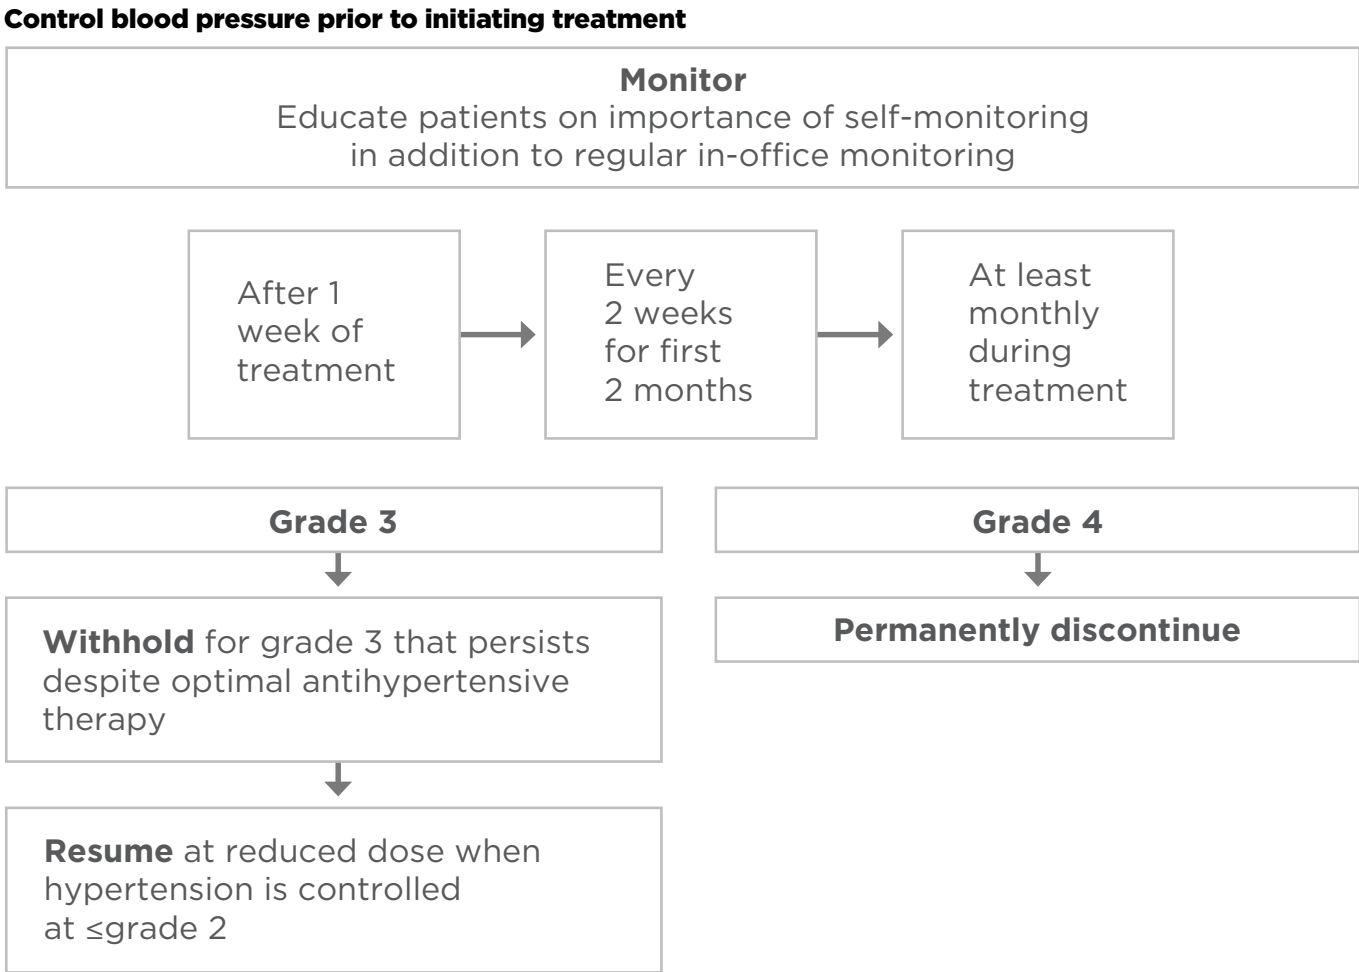 Control blood pressure prior to initiating treatment
Monitor
Educate patients on importance of self-monitoring
in addition to regular in-office monitoring
After 1
week of
treatment
Every
2 weeks
for first
2 months
At least
monthly
during
treatment
Grade 3
Withhold for grade 3 that persists
despite optimal antihypertensive
therapy
Resume at reduced dose when
hypertension is controlled
at ≤grade 2
Grade 4
Permanently discontinue